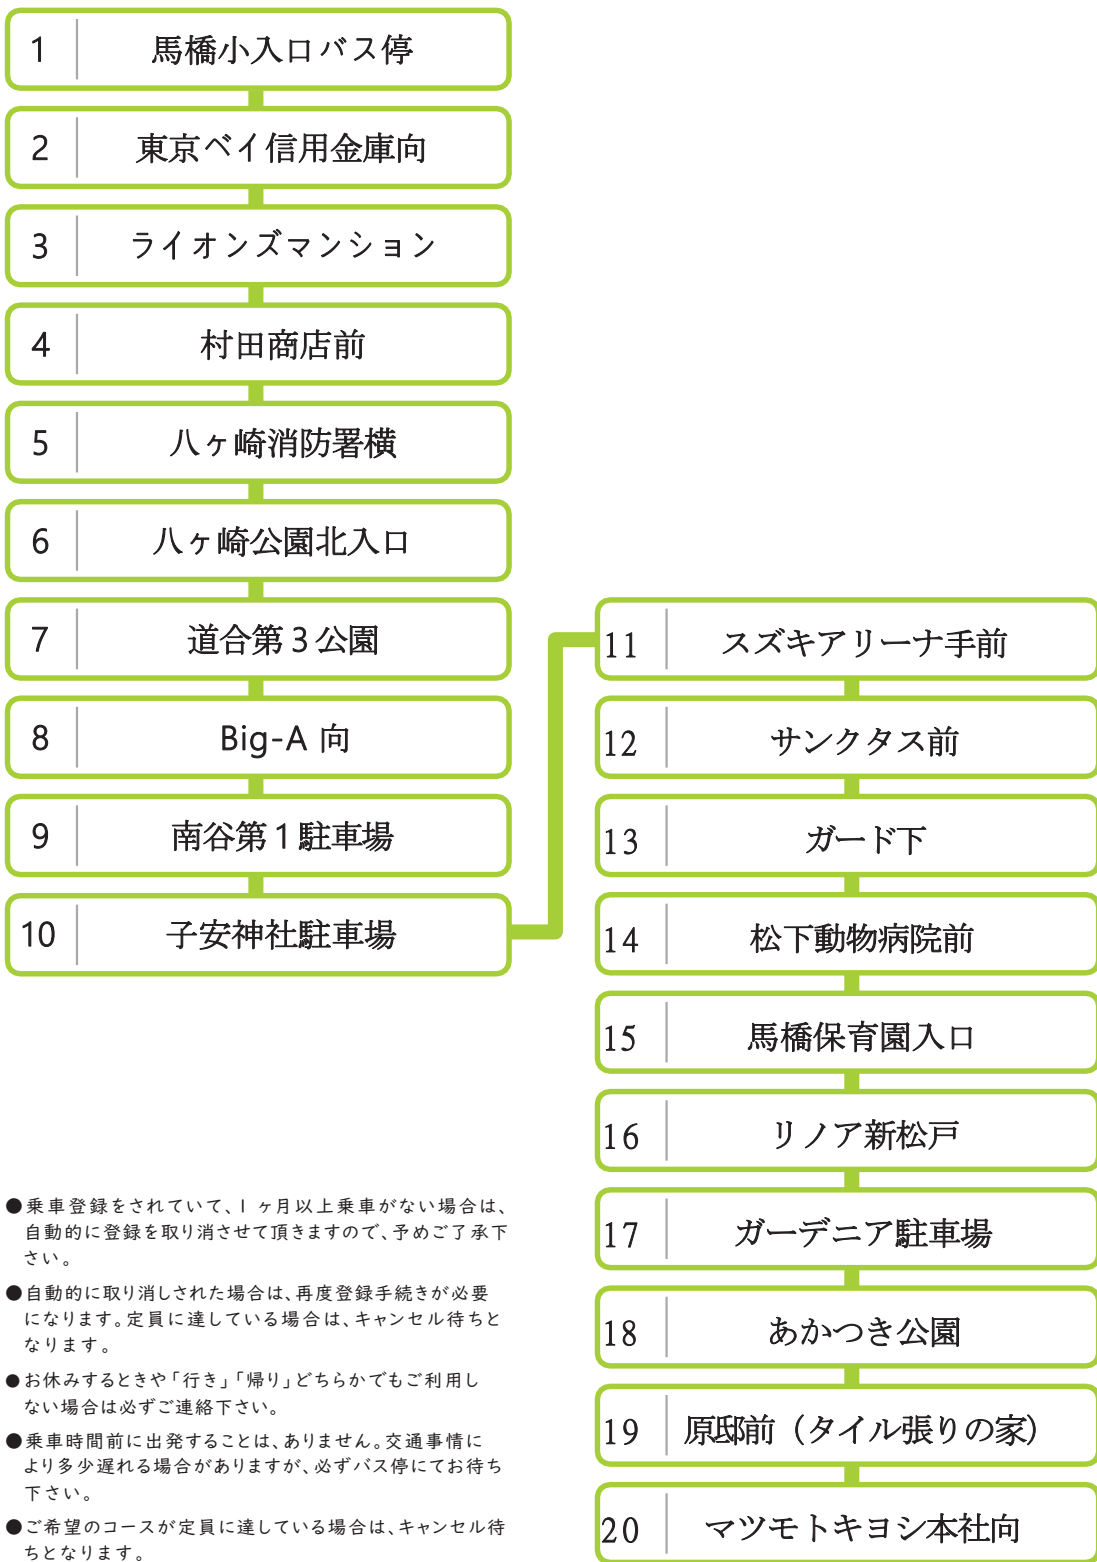 1 馬橋小入口バス停
2 東京ベイ信用金庫向
3 ライオンズマンション
4 村田商店前
5 八ヶ崎消防署横
6 八ヶ崎公園北入口
7 道合第3公園
8 Big-A 向
9 南谷第1駐車場
10 子安神社駐車場
11 スズキアリーナ手前
12 サンクタス前
13 ガード下
14 松下動物病院前
15 馬橋保育園入口
16 リノア新松戸
17 ガーデニア駐車場
18 あかつき公園
19 原邸前（タイル張りの家）
20 マツモトキヨシ本社向
●乗車登録をされていて、1ヶ月以上乗車がない場合は、
自動的に登録を取り消させて頂きますので、予めご了承下
さい。
●自動的に取り消しされた場合は、再度登録手続きが必要
になります。定員に達している場合は、キャンセル待ちと
なります。
●お休みするときや「行き」「帰り」どちらかでもご利用し
ない場合は必ずご連絡下さい。
●乗車時間前に出発することは、ありません。交通事情に
より多少遅れる場合がありますが、必ずバス停にてお待ち
下さい。
●ご希望のコースが定員に達している場合は、キャンセル待
ちとなります。